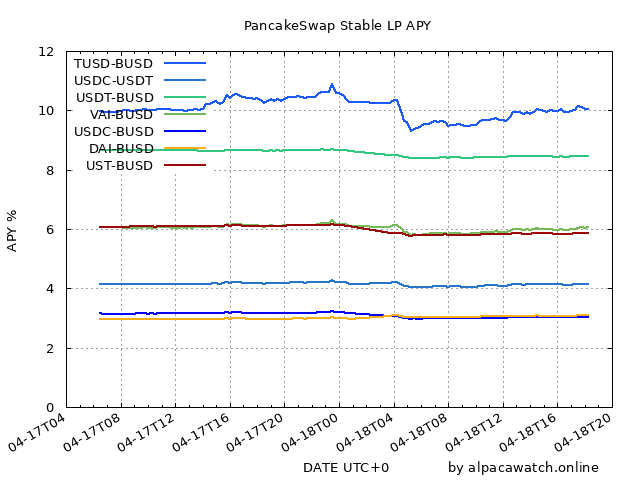 PancakeSwap Stable LP APY
12
10
8
6
4
2
0
APY %
TUSD-BUSD
USDC-USDT
USDT-BUSD
VAI-BUSD
USDC-BUSD
DAI-BUSD
UST-BUSD
04-17T04
04-17T08
04-17T12
04-17T16
04-17T20
04-18T00
04-18T04
04-18T08
04-18T12
04-18T16
04-18T20
DATE UTC+0
by alpacawatch.online